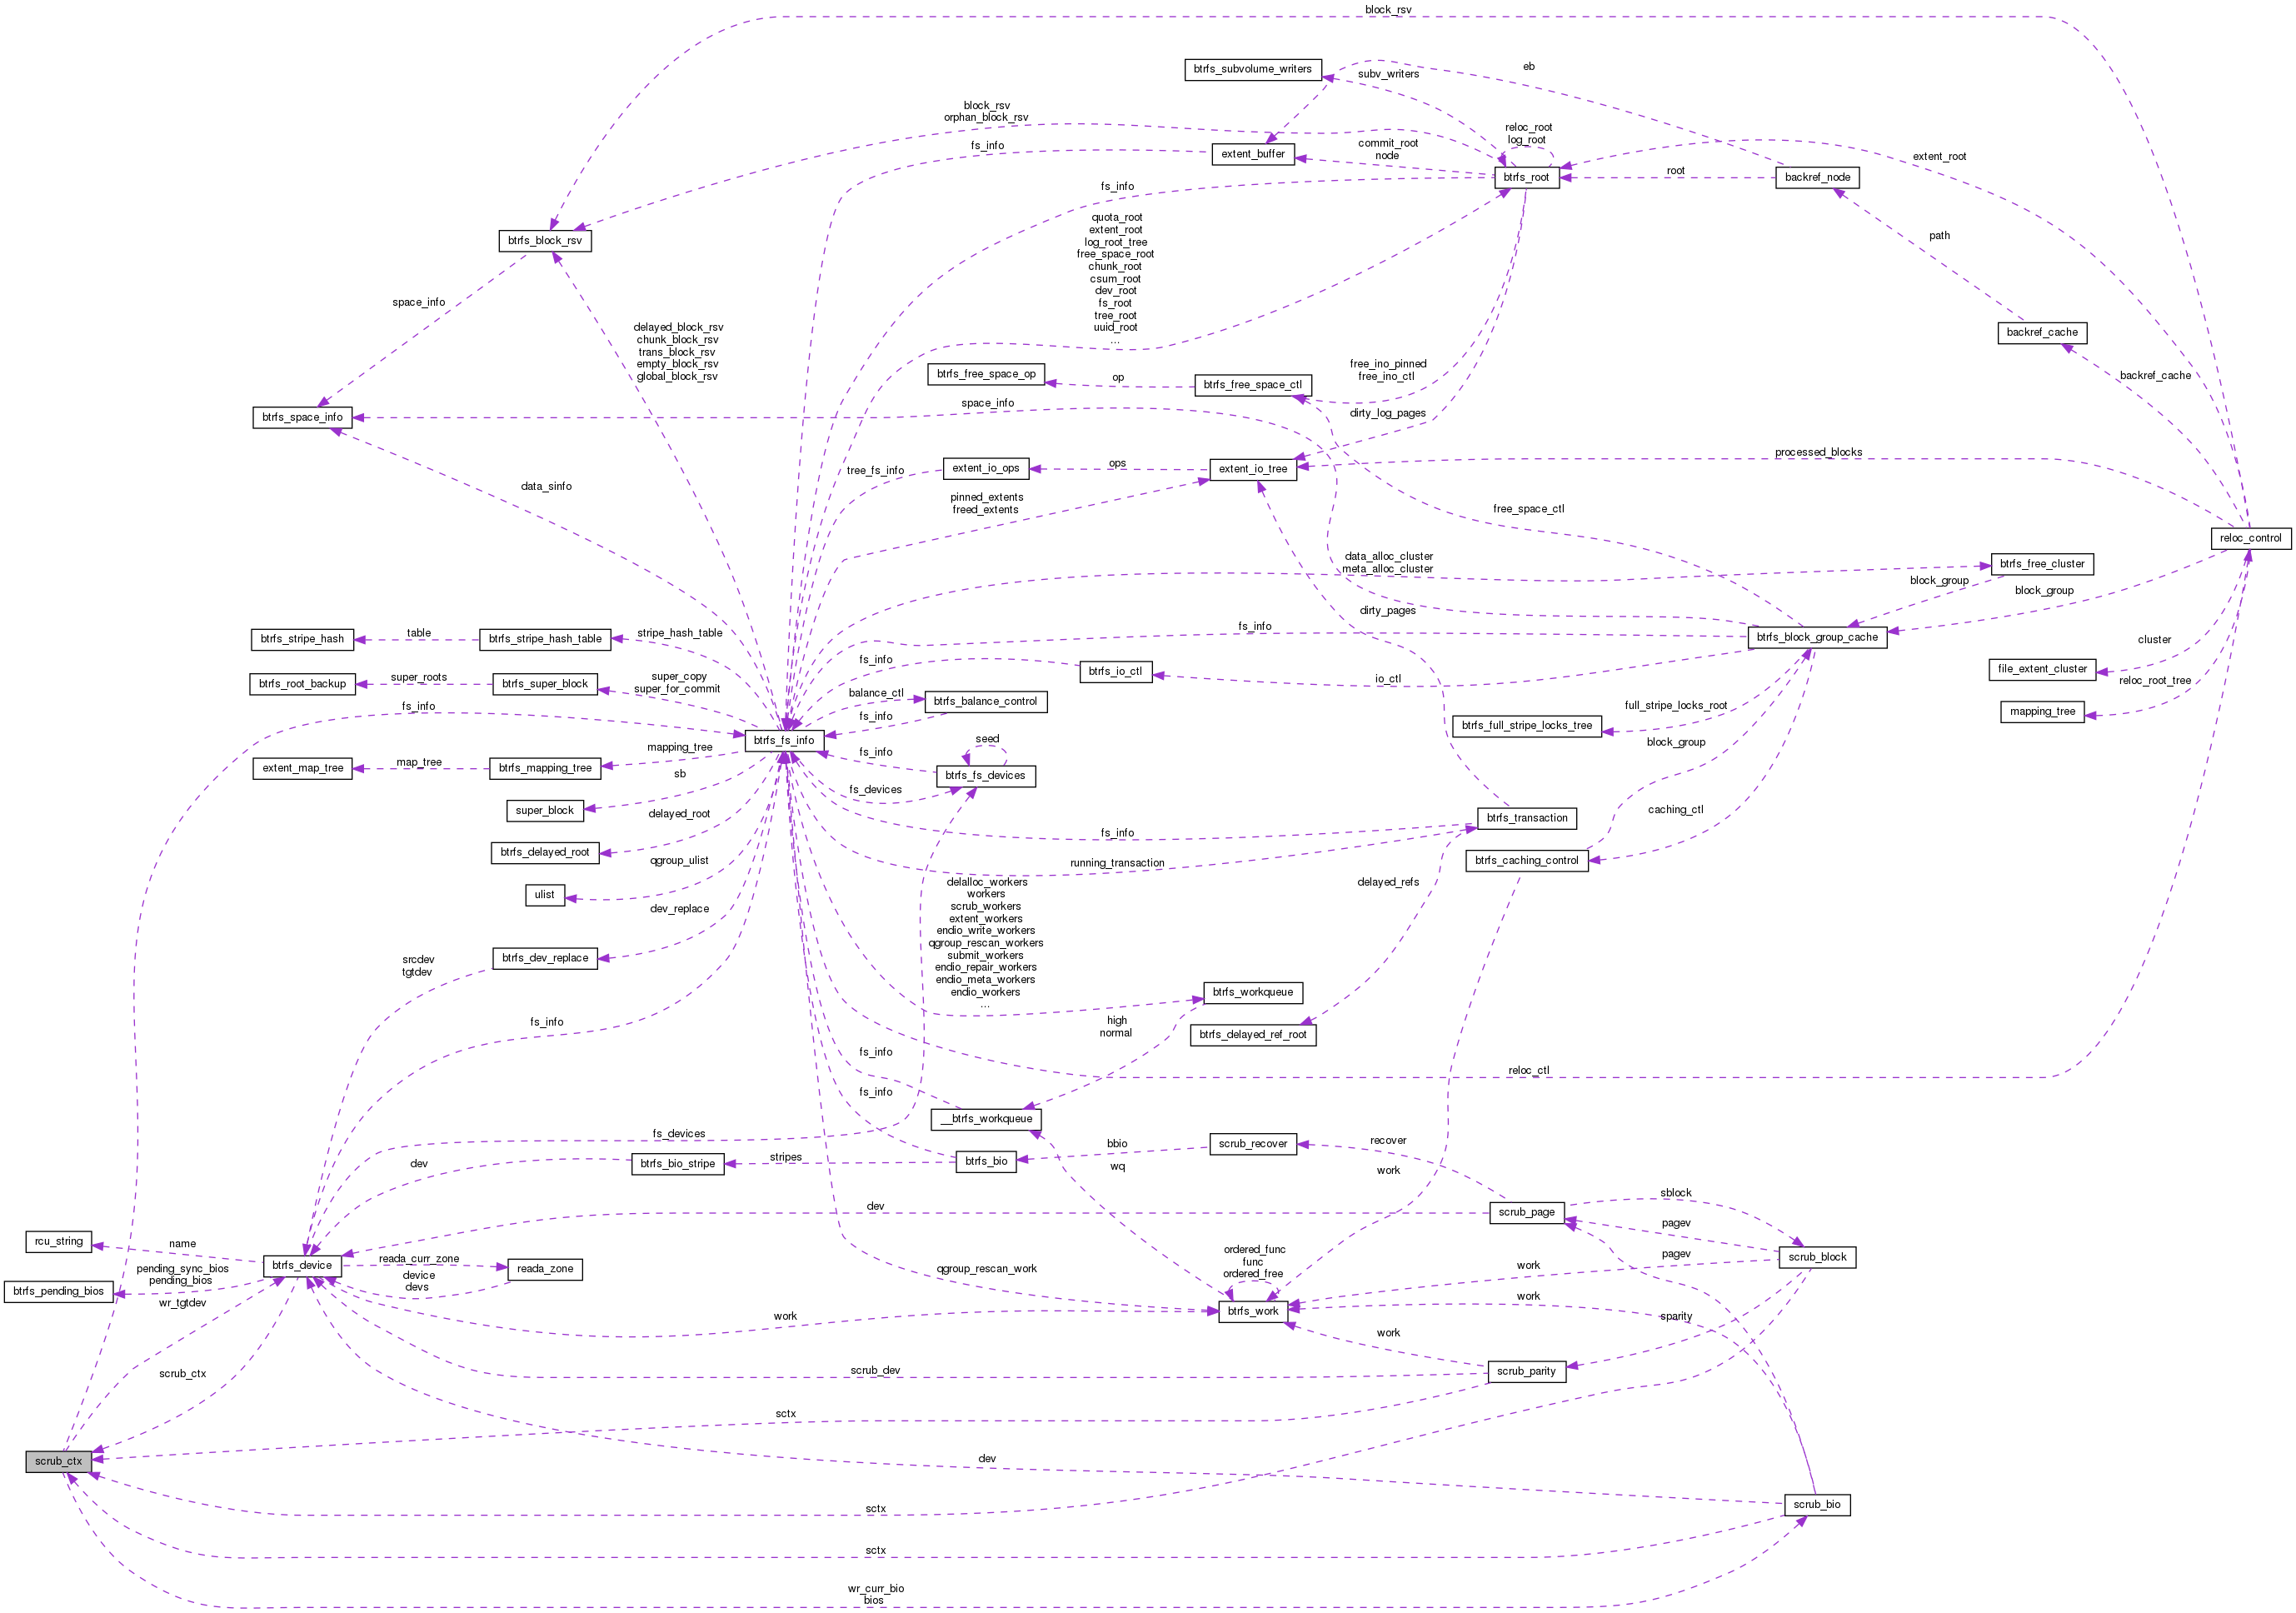 block_rsv
eb
btrfs_subvolume_writers
subv_writers
block_rsv
orphan_block_rsv
reloc_root
log_root
fs_info
extent_buffer
commit_root
node
extent_root
btrfs_root
root
backref_node
fs_info
quota_root
extent_root
log_root_tree
free_space_root
chunk_root
csum_root
dev_root
fs_root
tree_root
uuid_root
...
btrfs_block_rsv
path
space_info
delayed_block_rsv
chunk_block_rsv
trans_block_rsv
empty_block_rsv
global_block_rsv
backref_cache
free_ino_pinned
free_ino_ctl
btrfs_free_space_op
op
btrfs_free_space_ctl
backref_cache
btrfs_space_info
space_info
dirty_log_pages
processed_blocks
tree_fs_info
extent_io_ops
ops
extent_io_tree
data_sinfo
pinned_extents
freed_extents
free_space_ctl
reloc_control
data_alloc_cluster
meta_alloc_cluster
btrfs_free_cluster
block_group
block_group
dirty_pages
btrfs_stripe_hash
table
btrfs_stripe_hash_table
stripe_hash_table
fs_info
btrfs_block_group_cache
cluster
fs_info
btrfs_io_ctl
io_ctl
file_extent_cluster
btrfs_root_backup
super_roots
btrfs_super_block
super_copy
super_for_commit
balance_ctl
btrfs_balance_control
reloc_root_tree
fs_info
fs_info
full_stripe_locks_root
mapping_tree
btrfs_full_stripe_locks_tree
btrfs_fs_info
seed
block_group
mapping_tree
fs_info
extent_map_tree
map_tree
btrfs_mapping_tree
sb
btrfs_fs_devices
fs_devices
super_block
caching_ctl
delayed_root
btrfs_transaction
fs_info
btrfs_delayed_root
qgroup_ulist
running_transaction
btrfs_caching_control
ulist
delalloc_workers
workers
scrub_workers
extent_workers
endio_write_workers
qgroup_rescan_workers
submit_workers
endio_repair_workers
endio_meta_workers
endio_workers
...
delayed_refs
dev_replace
srcdev
tgtdev
btrfs_dev_replace
btrfs_workqueue
fs_info
high
normal
btrfs_delayed_ref_root
fs_info
reloc_ctl
fs_info
__btrfs_workqueue
fs_devices
bbio
scrub_recover
recover
dev
btrfs_bio_stripe
stripes
btrfs_bio
wq
work
sblock
dev
scrub_page
pagev
rcu_string
name
btrfs_device
reada_curr_zone
reada_zone
ordered_func
func
ordered_free
pagev
scrub_block
pending_sync_bios
pending_bios
device
devs
qgroup_rescan_work
work
btrfs_pending_bios
wr_tgtdev
work
btrfs_work
work
sparity
work
scrub_ctx
scrub_dev
scrub_parity
sctx
scrub_ctx
dev
sctx
scrub_bio
sctx
wr_curr_bio
bios